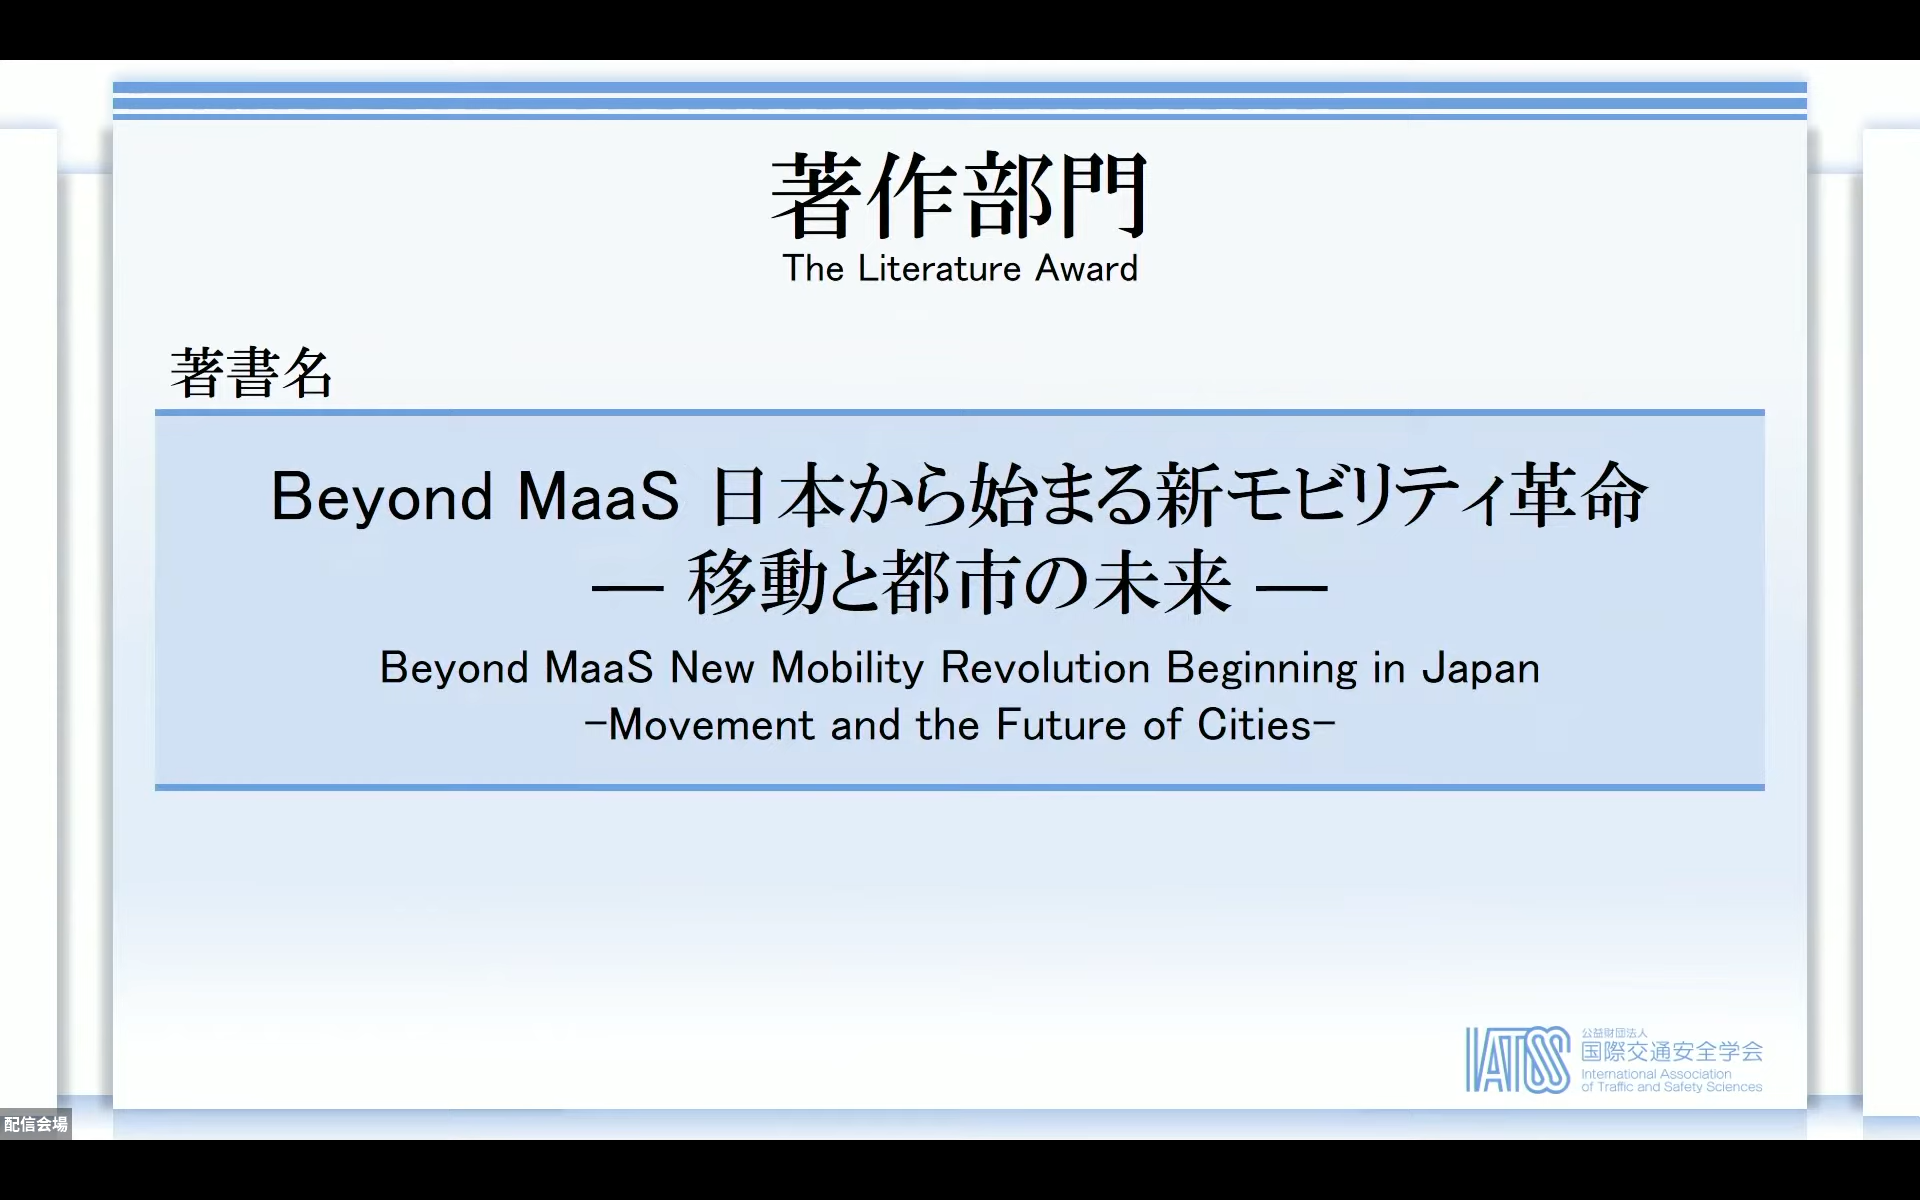 著作部門
The Literature Award
著書名
Beyond MaaS 日本から始まる新モビリティ革命
― 移動と都市の未来 ―
Beyond MaaS New Mobility Revolution Beginning in Japan
-Movement and the Future of Cities-
IATSS
公益財団法人
国際交通安全学会
International Association
of Traffic and Safety Sciences
配信会場